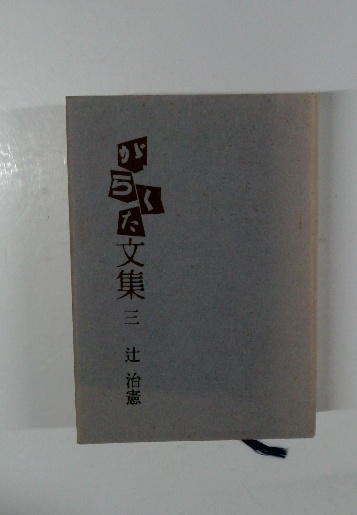 がらくた文集 三 辻 治憲